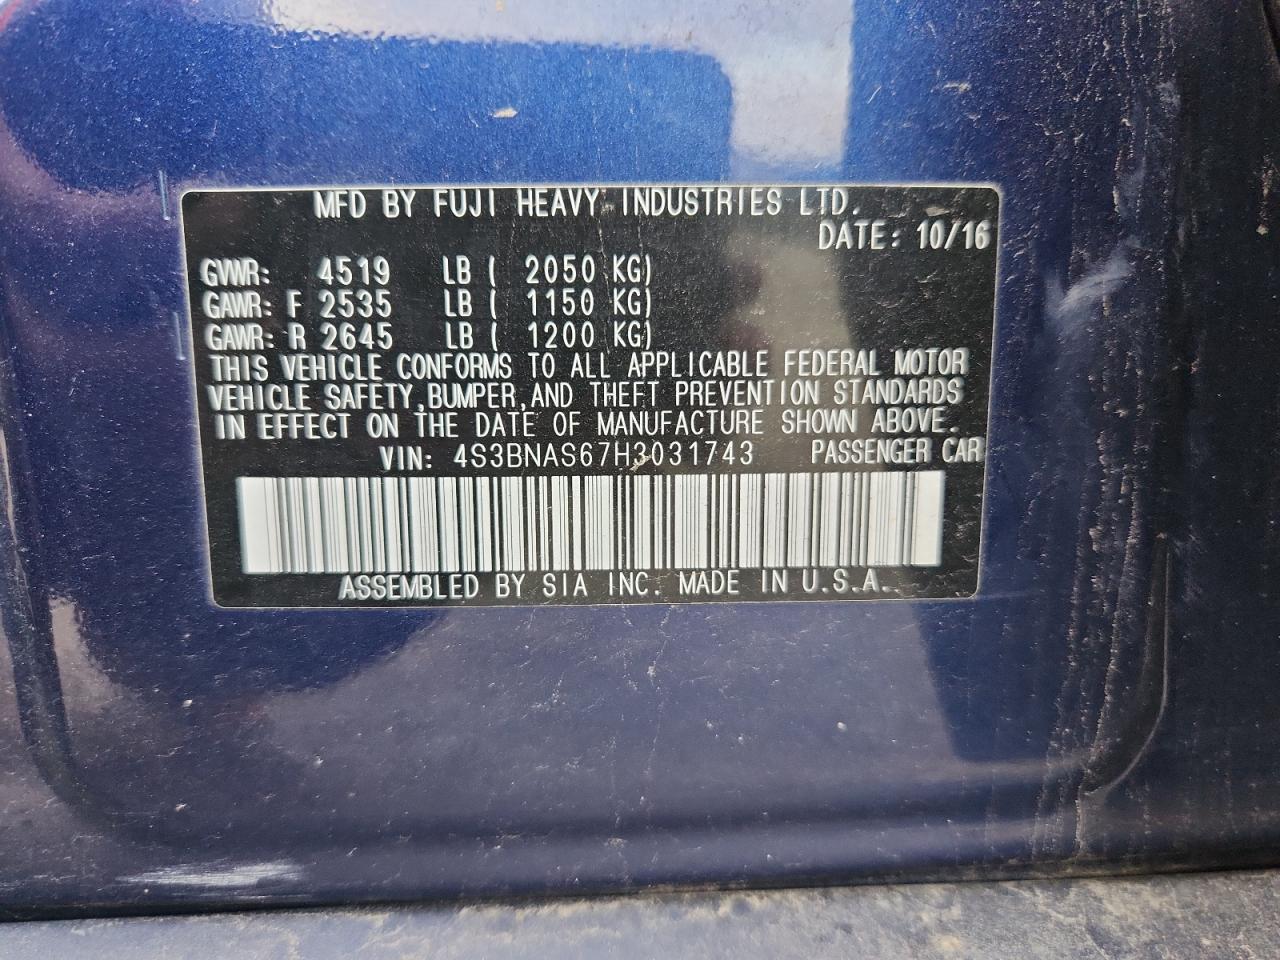 MFD BY FUJI HEAVY INDUSTRIES LTD.
DATE: 10/16
GVWR: 4519 LB ( 2050 KG)
GAWR: F 2535 LB ( 1150 KG)
GAWR: R 2645 LB ( 1200 KG)
THIS VEHICLE CONFORMS TO ALL APPLICABLE FEDERAL MOTOR
VEHICLE SAFETY,BUMPER,AND THEFT PREVENTION STANDARDS
IN EFFECT ON THE DATE OF MANUFACTURE SHOWN ABOVE.
VIN: 4S3BNAS67H3031743 PASSENGER CAR
ASSEMBLED BY SIA INC. MADE IN U.S.A.